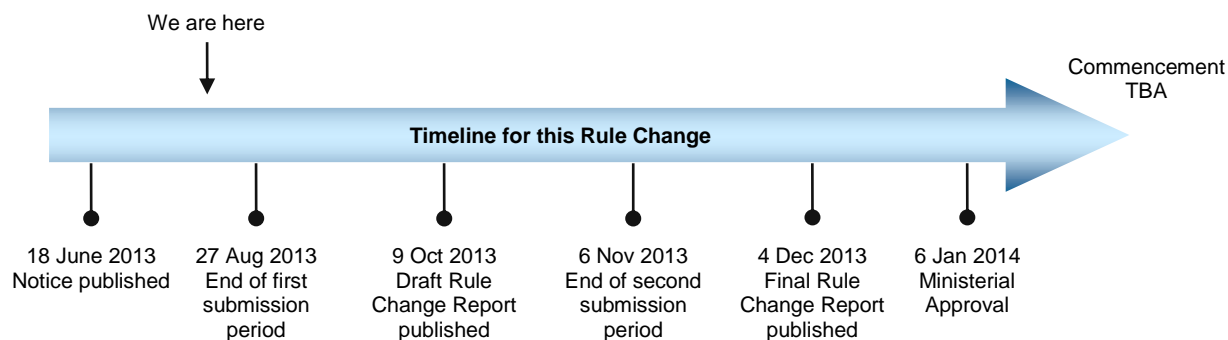 We are here
Commencement
TBA
Timeline for this Rule Change
18 June 2013
Notice published
27 Aug 2013
End of first
submission
period
9 Oct 2013
Draft Rule
Change Report
published
6 Nov 2013
End of second
submission
period
4 Dec 2013
Final Rule
Change Report
published
6 Jan 2014
Ministerial
Approval